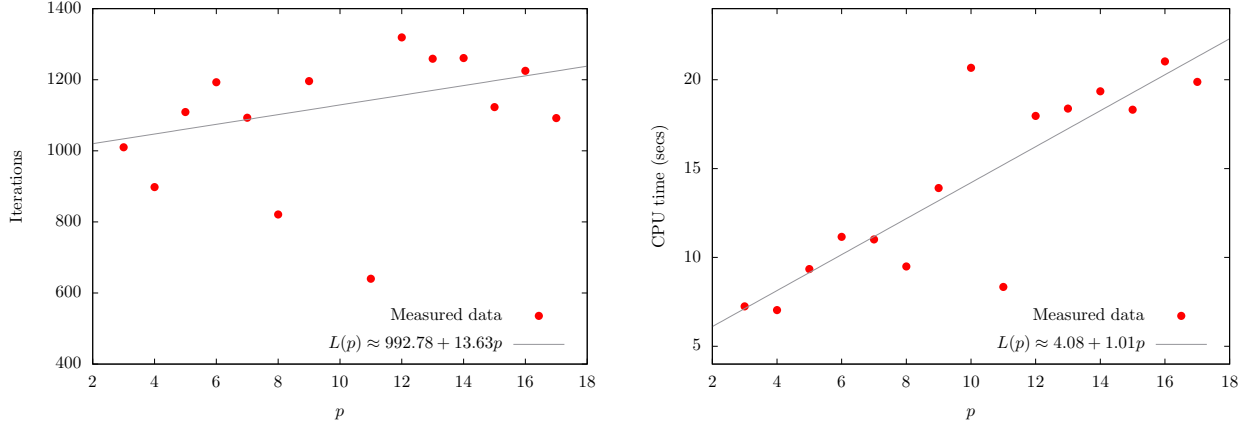 1400
1200
1000
800
600
400
Iterations
Measured data
L(p) ≈ 992.78 + 13.63p
2 4 6 8 10 12 14 16 18
p
20
15
10
5
CPU time (secs)
Measured data
L(p) ≈ 4.08 + 1.01p
2 4 6 8 10 12 14 16 18
p